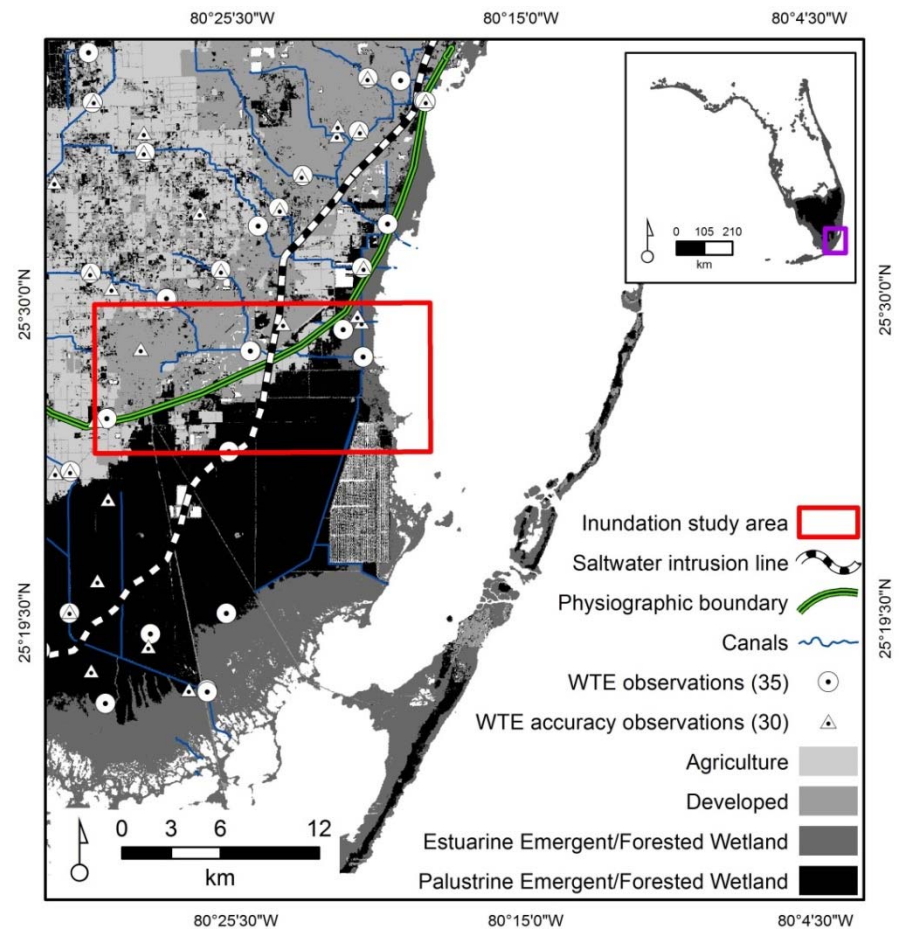 80°25'30"W 80°15'0"W 80°4'30"W
0 105 210
km
25°30'0"N 25°30'0"N
Inundation study area
Saltwater intrusion line
Physiographic boundary
25°19'30"N 25°19'30"N
Canals
WTE observations (35)
WTE accuracy observations (30)
Agriculture
Developed
0 3 6 12
km
Estuarine Emergent/Forested Wetland
Palustrine Emergent/Forested Wetland
80°25'30"W 80°15'0"W 80°4'30"W